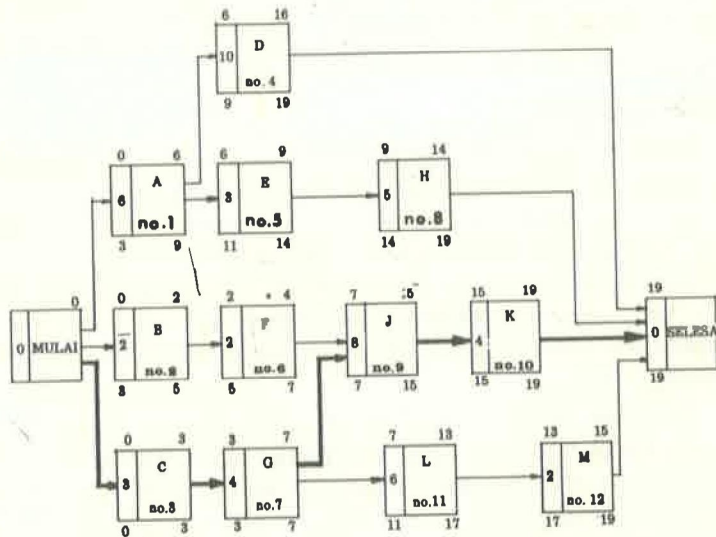 6 16
D
10
no.4
9 19
0 6
A
6
no.1
3 9
6 9
E
3
no.5
11 14
9 14
H
5
no.8
14 19
0
0 MULAI
0 2
B
2
no.2
3 5
2 4
F
2
no.6
5 7
7 15
J
8
no.9
7 15
15 19
K
4
no.10
15 19
19
0 SELESA
19
0 3
C
3
no.3
0 3
3 7
G
4
no.7
3 7
7 13
L
6
no.11
11 17
13 15
M
2
no.12
17 19